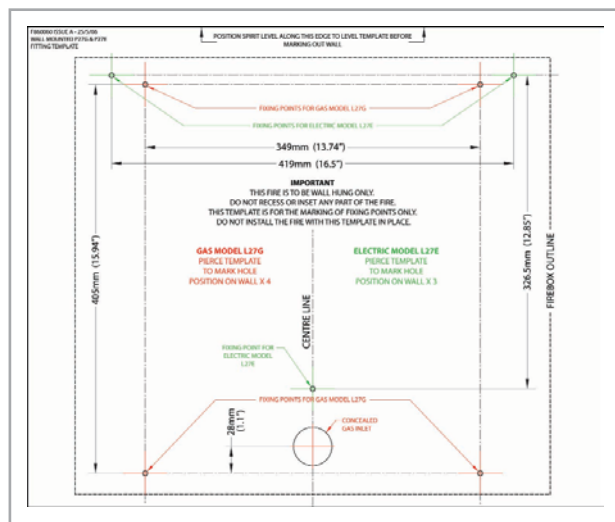 F860060 ISSUE A - 25/5/06
WALL MOUNTED P27G & P27E
FITTING TEMPLATE
POSITION SPIRIT LEVEL ALONG THIS EDGE TO LEVEL TEMPLATE BEFORE
MARKING OUT WALL
FIXING POINTS FOR GAS MODEL L27G
FIXING POINTS FOR ELECTRIC MODEL L27E
349mm (13.74")
419mm (16.5")
IMPORTANT
THIS FIRE IS TO BE WALL HUNG ONLY.
DO NOT RECESS OR INSET ANY PART OF THE FIRE.
THIS TEMPLATE IS FOR THE MARKING OF FIXING POINTS ONLY.
DO NOT INSTALL THE FIRE WITH THIS TEMPLATE IN PLACE.
405mm (15.94")
GAS MODEL L27G
PIERCE TEMPLATE
TO MARK HOLE
POSITION ON WALL X 4
CENTRE LINE
ELECTRIC MODEL L27E
PIERCE TEMPLATE
TO MARK HOLE
POSITION ON WALL X 3
326.5mm (12.85")
FIREBOX OUTLINE
FIXING POINT FOR
ELECTRIC MODEL
L27E
FIXING POINTS FOR GAS MODEL L27G
28mm
(1.1")
CONCEALED
GAS INLET